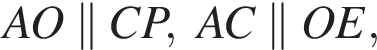 AO ∥ CP, AC ∥ OE,